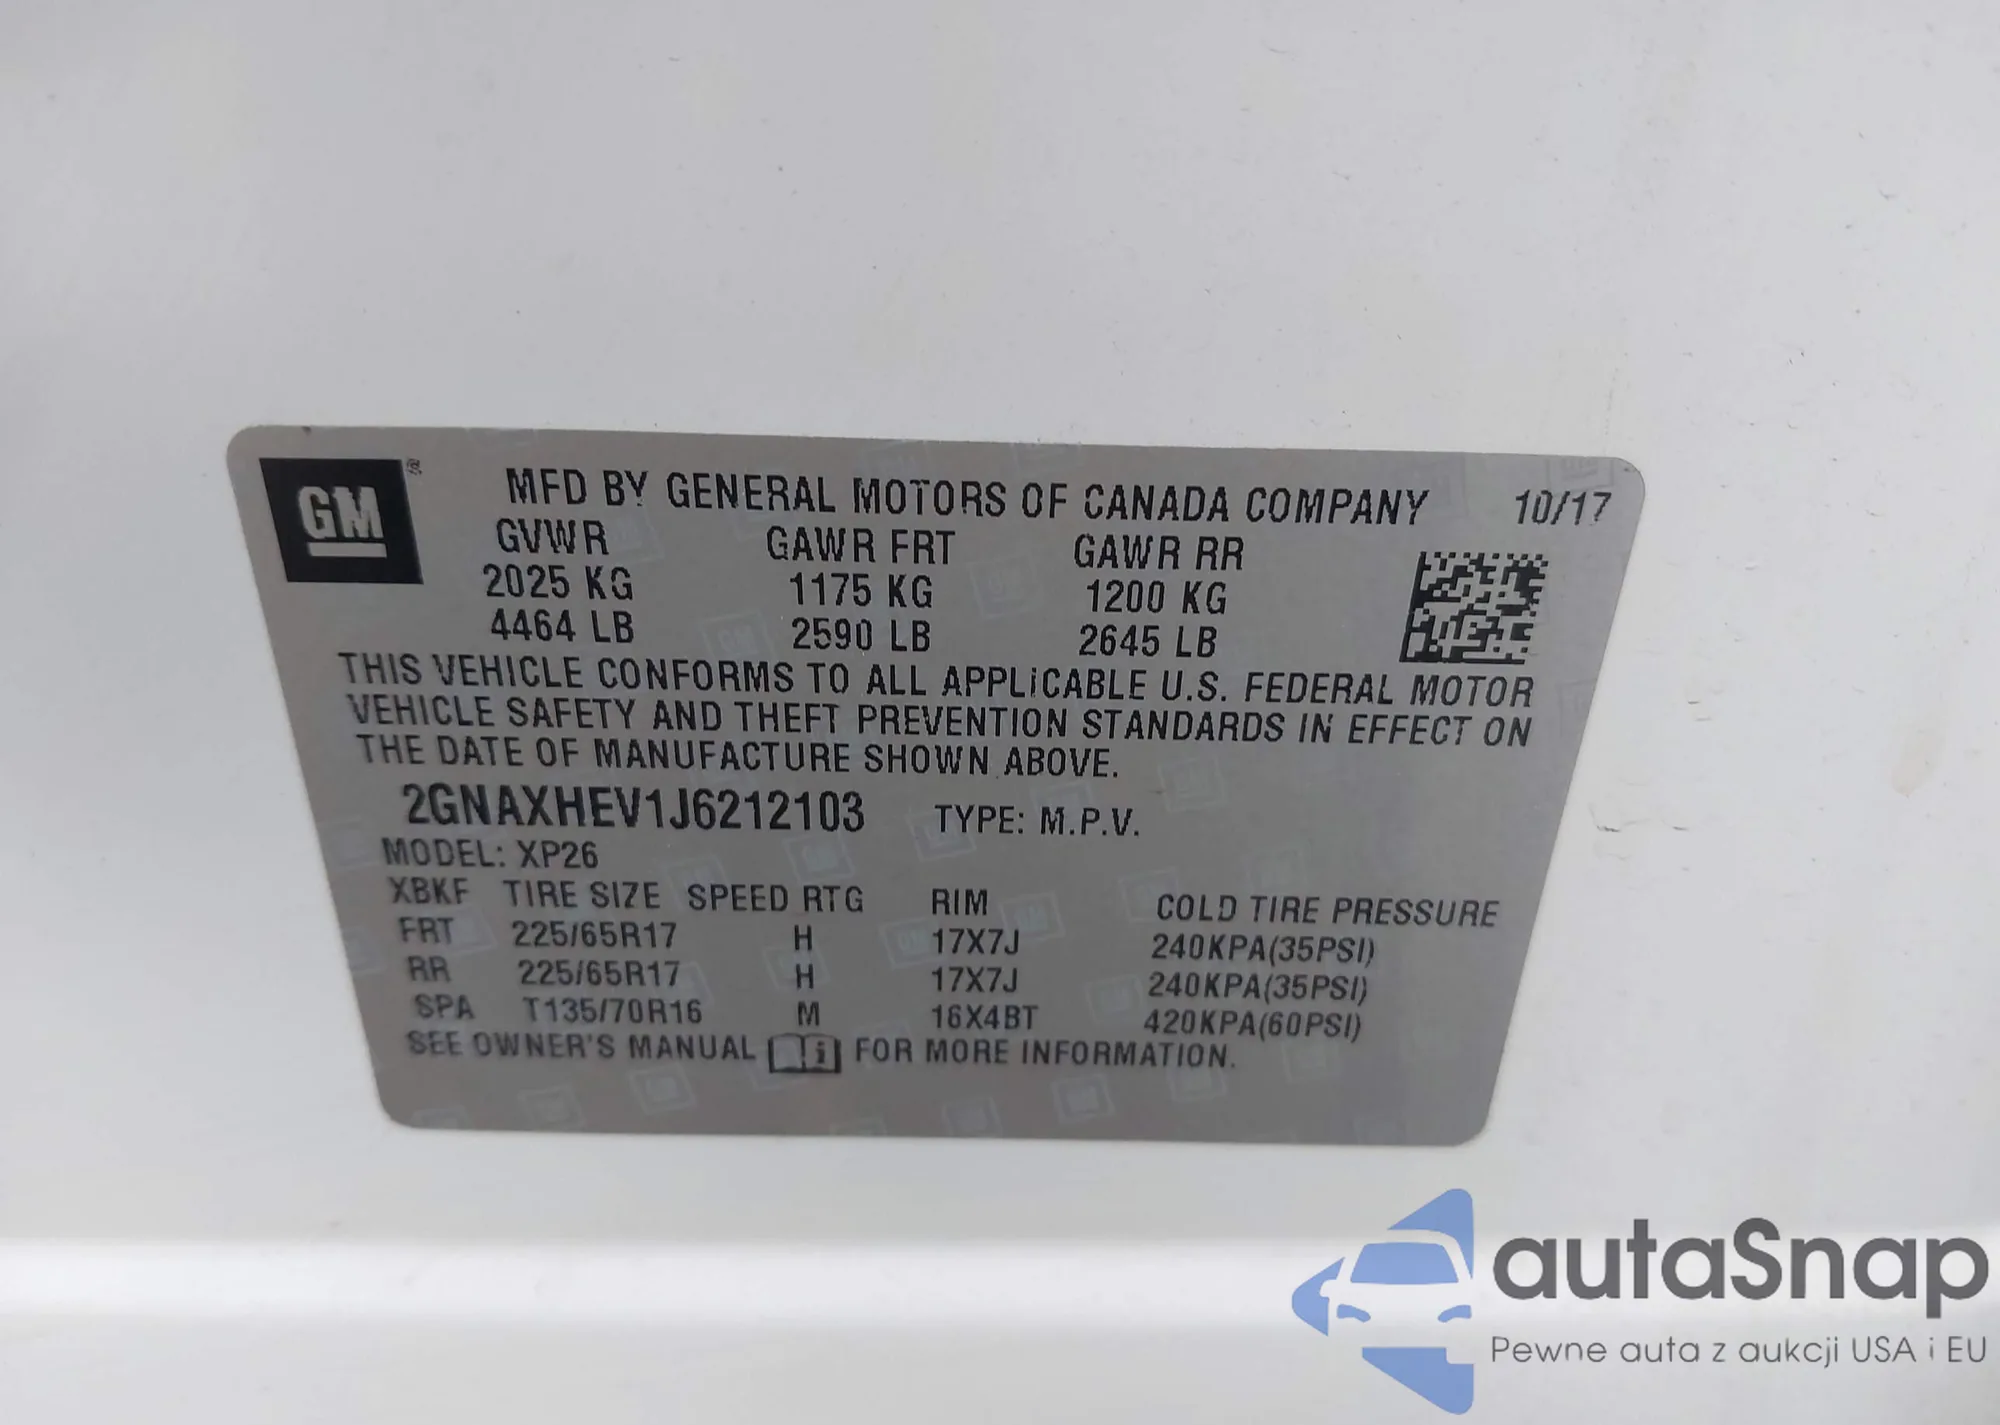 GM ®
MFD BY GENERAL MOTORS OF CANADA COMPANY 10/17
GVWR GAWR FRT GAWR RR
2025 KG 1175 KG 1200 KG
4464 LB 2590 LB 2645 LB
THIS VEHICLE CONFORMS TO ALL APPLICABLE U.S. FEDERAL MOTOR
VEHICLE SAFETY AND THEFT PREVENTION STANDARDS IN EFFECT ON
THE DATE OF MANUFACTURE SHOWN ABOVE.
2GNAXHEV1J6212103 TYPE: M.P.V.
MODEL: XP26
XBKF TIRE SIZE SPEED RTG RIM COLD TIRE PRESSURE
FRT 225/65R17 H 17X7J 240KPA(35PSI)
RR 225/65R17 H 17X7J 240KPA(35PSI)
SPA T135/70R16 M 16X4BT 420KPA(60PSI)
SEE OWNER'S MANUAL i FOR MORE INFORMATION.
autaSnap
Pewne auta z aukcji USA i EU